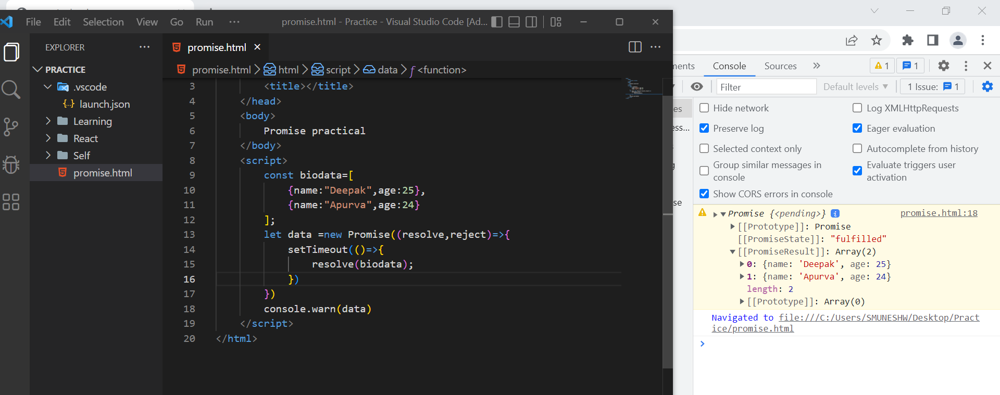 File Edit Selection View Go Run ··· promise.html - Practice - Visual Studio Code [Ad...
EXPLORER ···
PRACTICE
.vscode
launch.json
Learning
React
Self
promise.html
promise.html
promise.html > html > script > data > <function>
3 <title></title>
4 </head>
5 <body>
6 Promise practical
7 </body>
8 <script>
9 const biodata=[
10 {name:"Deepak",age:25},
11 {name:"Apurva",age:24}
12 ];
13 let data =new Promise((resolve,reject)=>{
14 setTimeout(()=>{
15 resolve(biodata);
16 })
17 })
18 console.warn(data)
19 </script>
20 </html>
ments Console Sources » 1 1
Filter Default levels ▼ 1 Issue: 1
es
ess...
g
se
Hide network Log XMLHttpRequests
Preserve log Eager evaluation
Selected context only Autocomplete from history
Group similar messages in console Evaluate triggers user activation
Show CORS errors in console
Promise {<pending>} i promise.html:18
[[Prototype]]: Promise
[[PromiseState]]: "fulfilled"
[[PromiseResult]]: Array(2)
0: {name: 'Deepak', age: 25}
1: {name: 'Apurva', age: 24}
length: 2
[[Prototype]]: Array(0)
Navigated to file:///C:/Users/SMUNESHW/Desktop/Pract
ice/promise.html